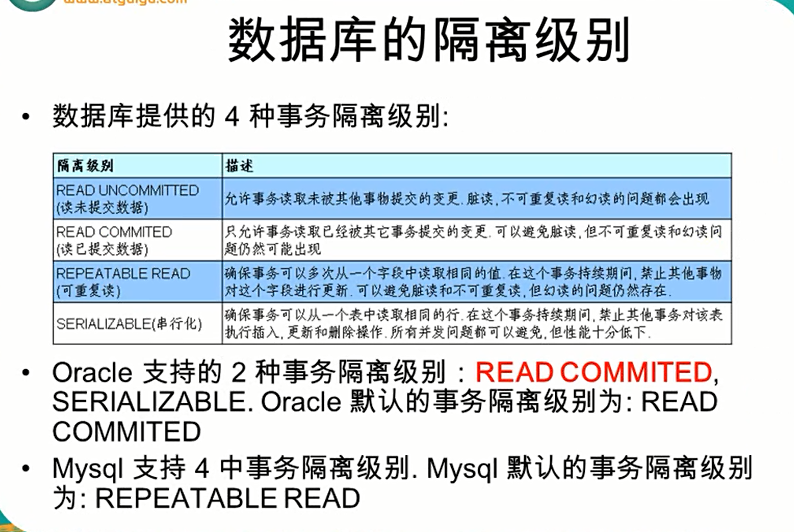 www.atguigu.com
数据库的隔离级别
• 数据库提供的 4 种事务隔离级别:
隔离级别 描述
READ UNCOMMITTED
(读未提交数据)
允许事务读取未被其他事物提交的变更.脏读,不可重复读和幻读的问题都会出现
READ COMMITED
(读已提交数据)
只允许事务读取已经被其它事务提交的变更.可以避免脏读,但不可重复读和幻读问
题仍然可能出现
REPEATABLE READ
(可重复读)
确保事务可以多次从一个字段中读取相同的值.在这个事务持续期间,禁止其他事物
对这个字段进行更新.可以避免脏读和不可重复读,但幻读的问题仍然存在.
SERIALIZABLE(串行化)
确保事务可以从一个表中读取相同的行.在这个事务持续期间,禁止其他事务对该表
执行插入,更新和删除操作.所有并发问题都可以避免,但性能十分低下.
• Oracle 支持的 2 种事务隔离级别：READ COMMITED,
SERIALIZABLE. Oracle 默认的事务隔离级别为: READ
COMMITED
• Mysql 支持 4 中事务隔离级别. Mysql 默认的事务隔离级别
为: REPEATABLE READ